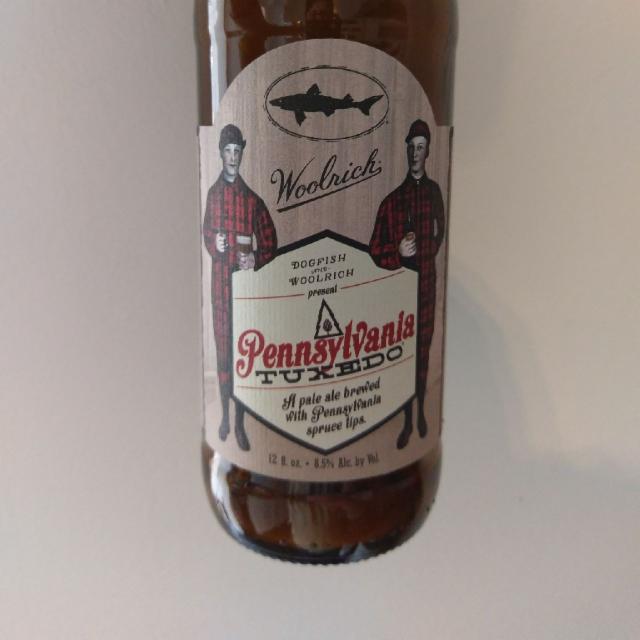 Woolrich
DOGFISH
AND
WOOLRICH
present
Pennsylvania
TUXEDO
A pale ale brewed
with Pennsylvania
spruce tips.
12 fl. oz. • 8.5% Alc. by Vol.